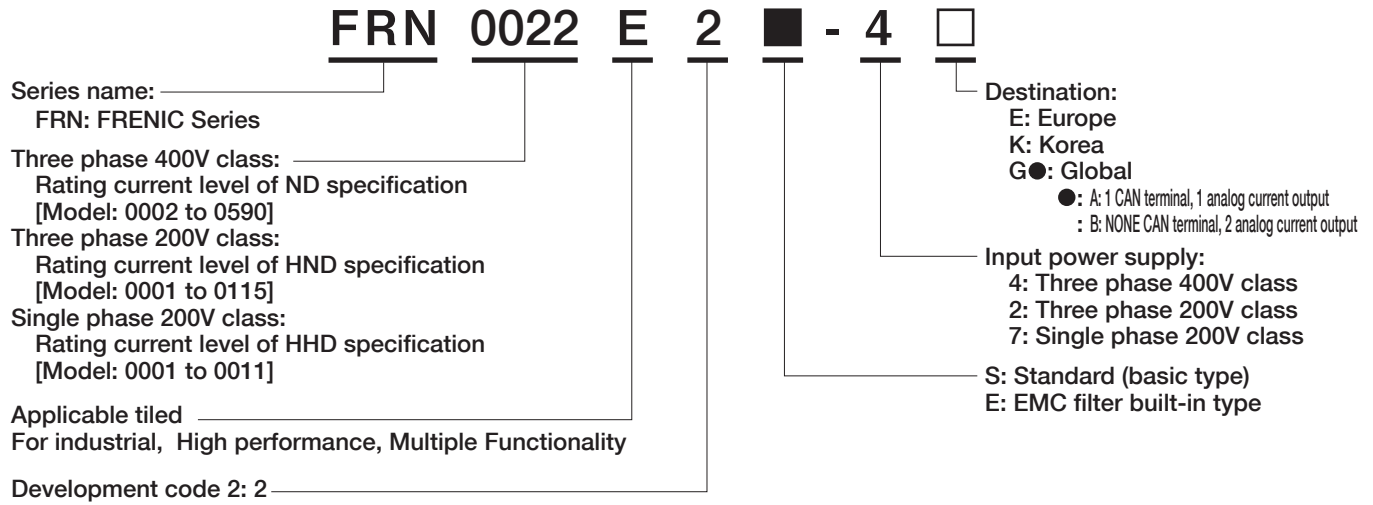 FRN 0022 E 2 ■ - 4 □
Series name:
FRN: FRENIC Series
Three phase 400V class:
Rating current level of ND specification
[Model: 0002 to 0590]
Three phase 200V class:
Rating current level of HND specification
[Model: 0001 to 0115]
Single phase 200V class:
Rating current level of HHD specification
[Model: 0001 to 0011]
Applicable tiled
For industrial, High performance, Multiple Functionality
Development code 2: 2
Destination:
E: Europe
K: Korea
G●: Global
●: A: 1 CAN terminal, 1 analog current output
: B: NONE CAN terminal, 2 analog current output
Input power supply:
4: Three phase 400V class
2: Three phase 200V class
7: Single phase 200V class
S: Standard (basic type)
E: EMC filter built-in type